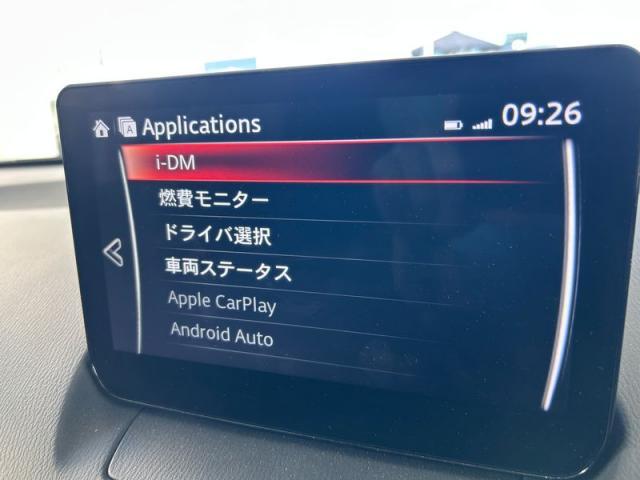 Applications
09:26
i-DM
燃費モニター
ドライバ選択
車両ステータス
Apple CarPlay
Android Auto